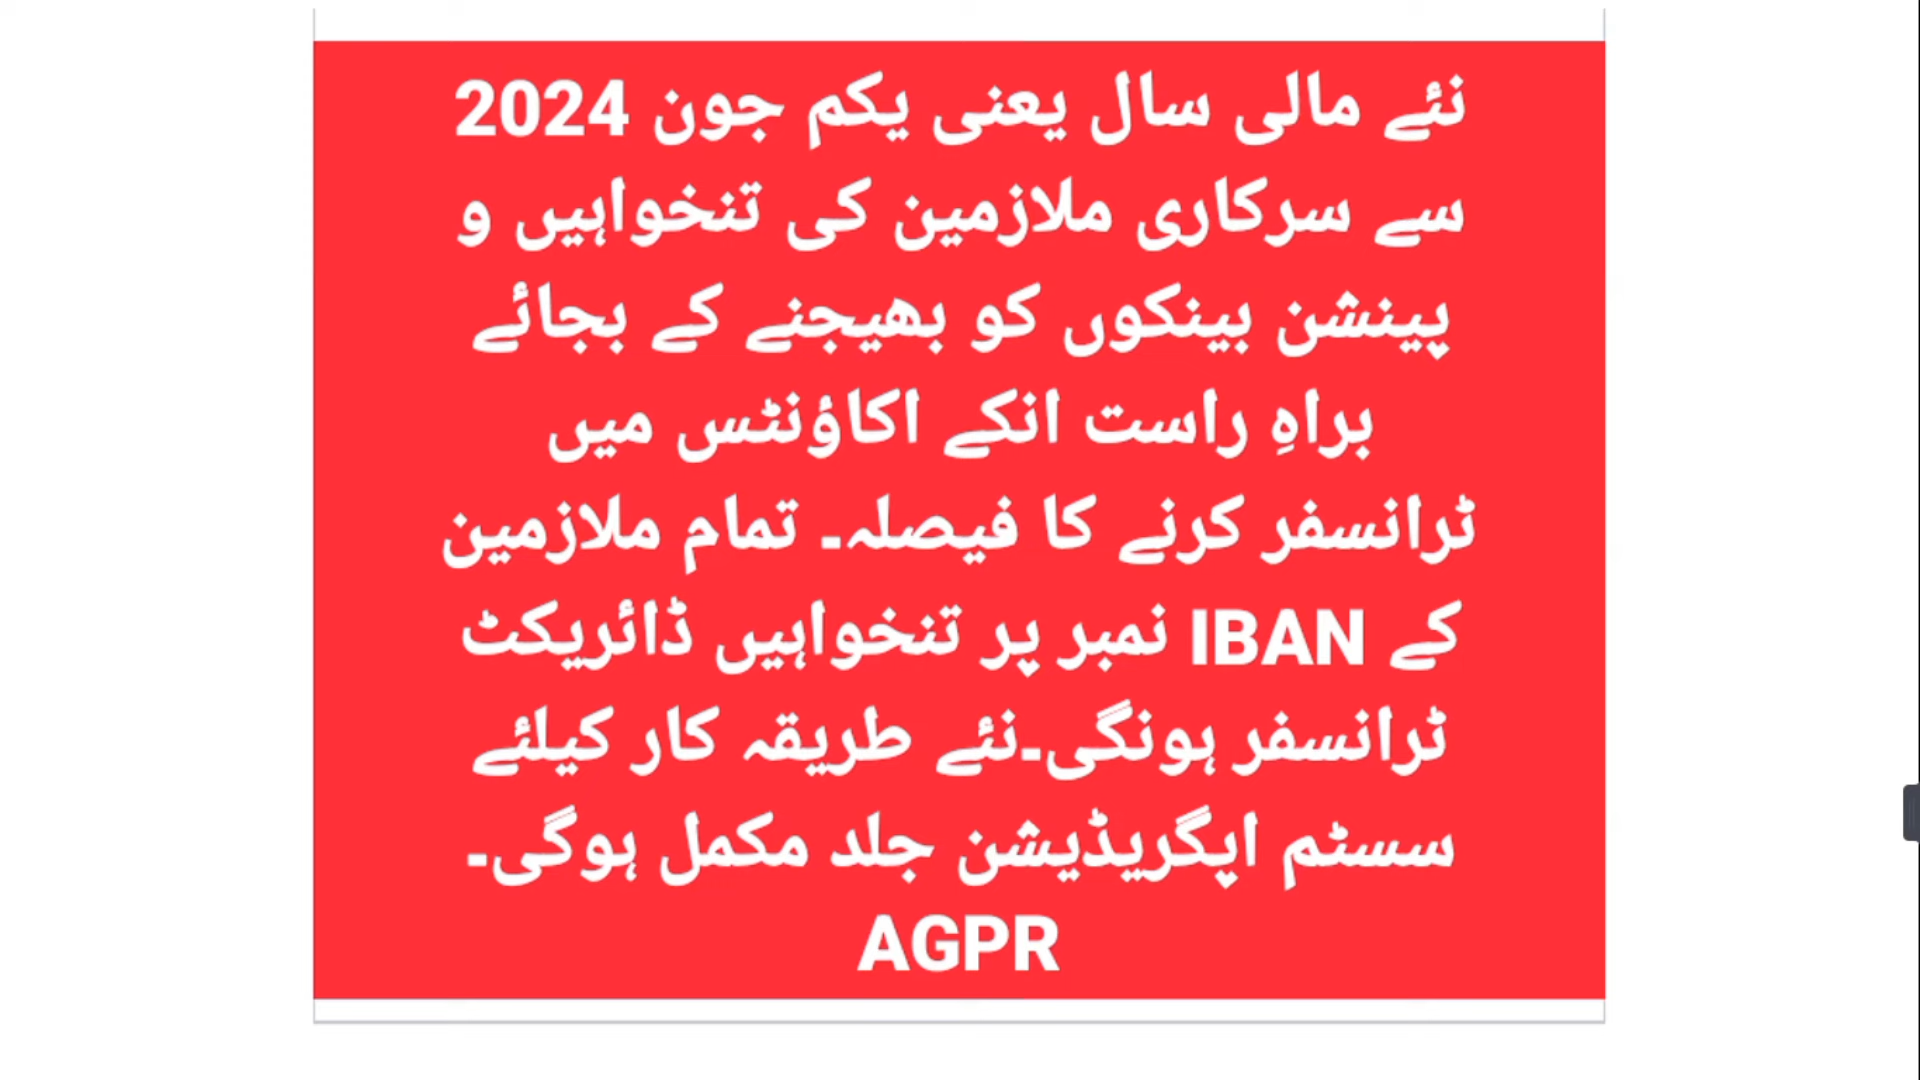 نئے مالی سال یعنی یکم جون 2024
سے سرکاری ملازمین کی تنخواہیں و
پینشن بینکوں کو بھیجنے کے بجائے
براہِ راست انکے اکاؤنٹس میں
ٹرانسفر کرنے کا فیصلہ۔ تمام ملازمین
کے IBAN نمبر پر تنخواہیں ڈائریکٹ
ٹرانسفر ہونگی۔نئے طریقہ کار کیلئے
سسٹم اپگریڈیشن جلد مکمل ہوگی۔
AGPR